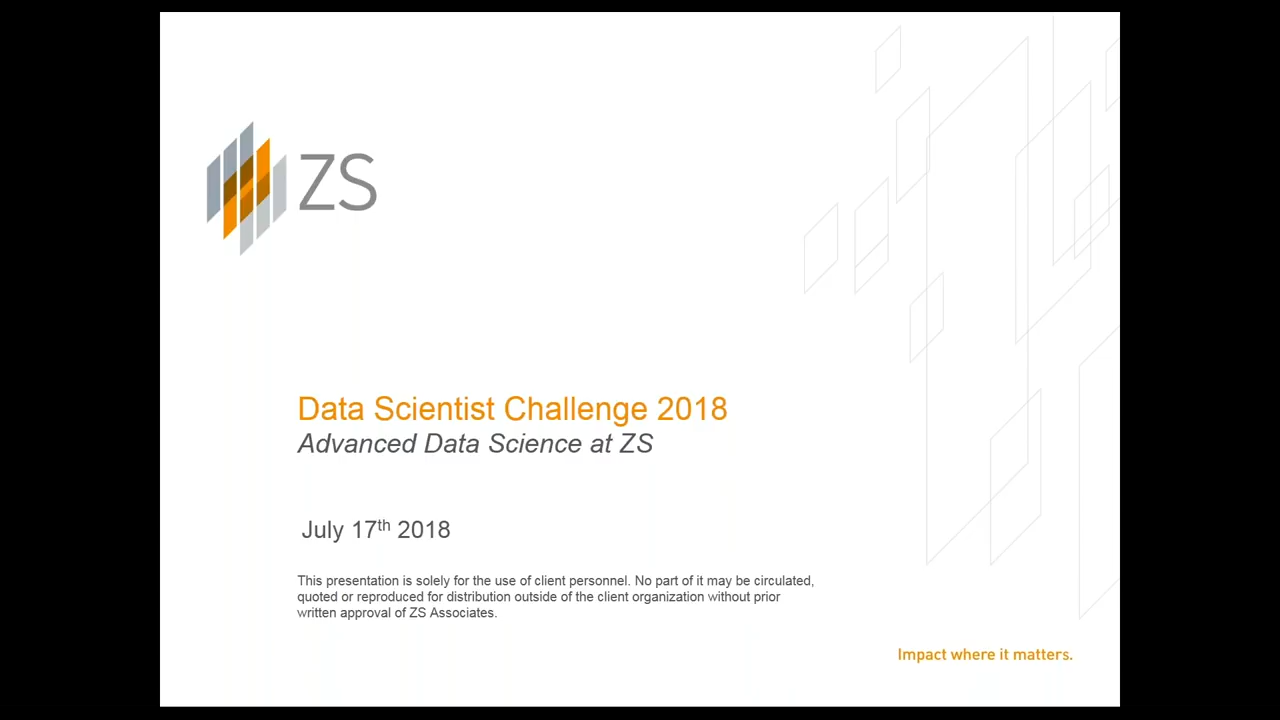 ZS
Data Scientist Challenge 2018
Advanced Data Science at ZS
July 17th 2018
This presentation is solely for the use of client personnel. No part of it may be circulated,
quoted or reproduced for distribution outside of the client organization without prior
written approval of ZS Associates.
Impact where it matters.